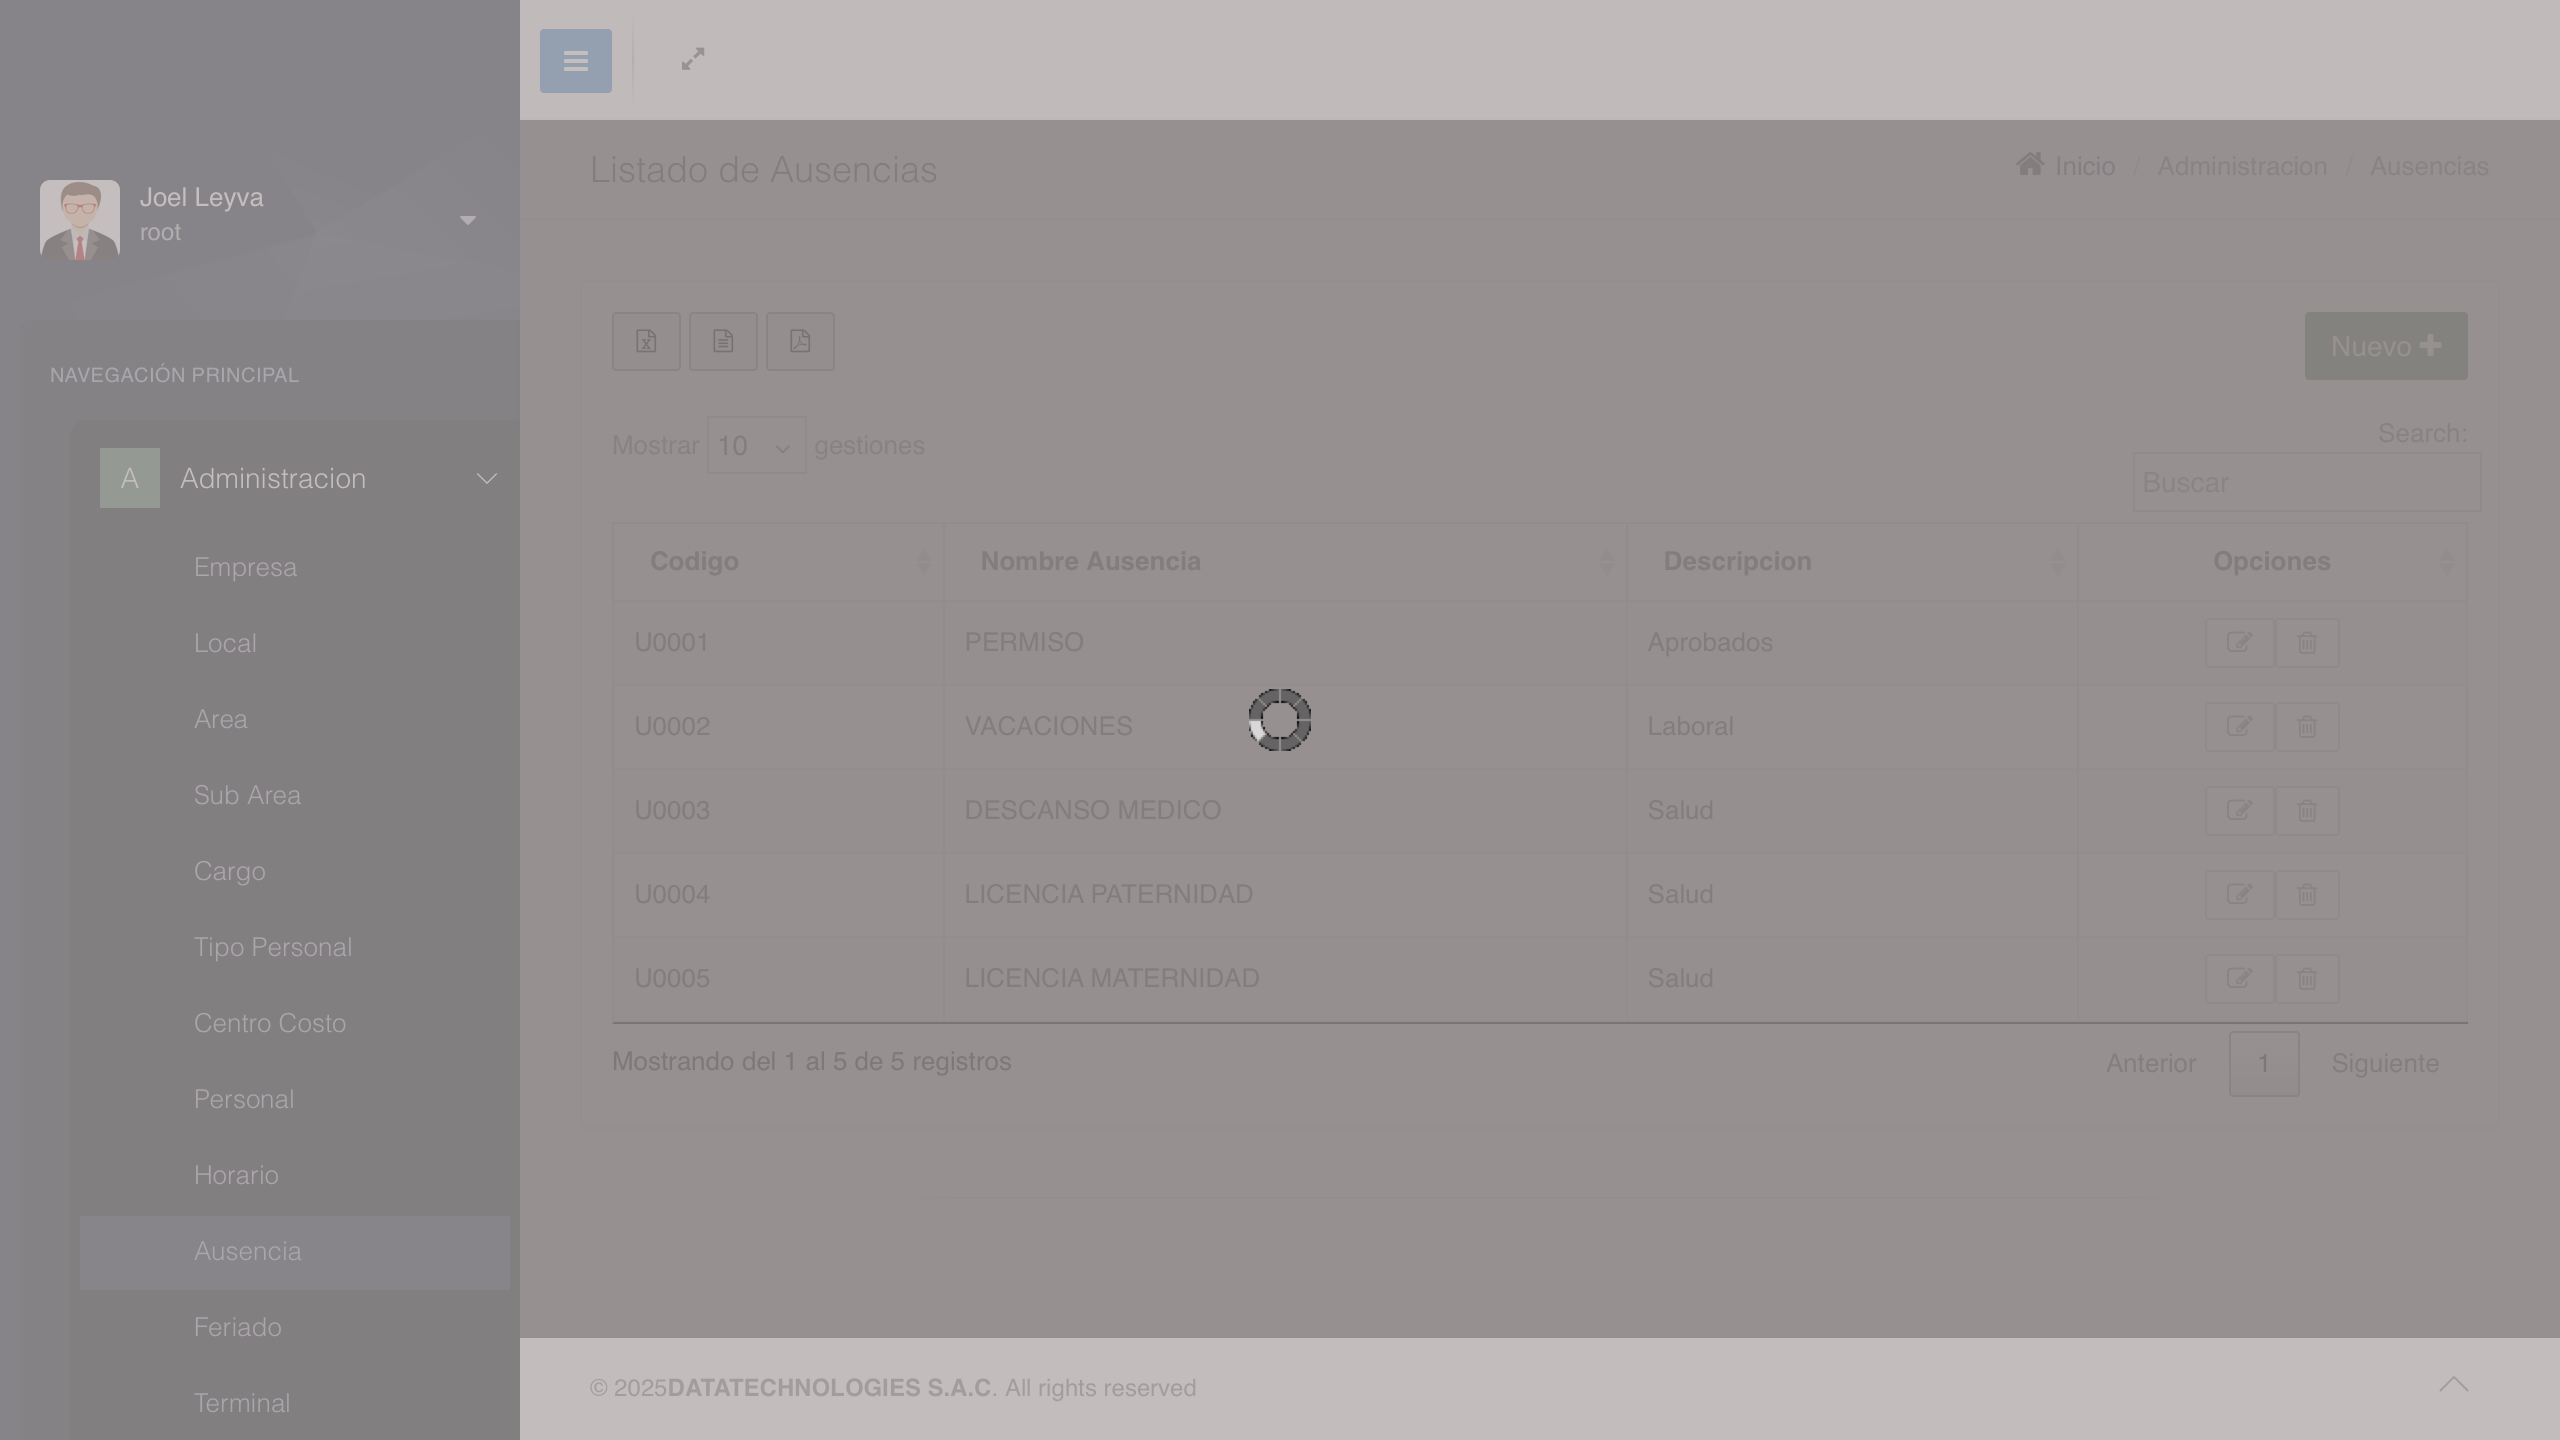 Joel Leyva
root
NAVEGACIÓN PRINCIPAL
A Administracion
Empresa
Local
Area
Sub Area
Cargo
Tipo Personal
Centro Costo
Personal
Horario
Ausencia
Feriado
Terminal
Listado de Ausencias
Inicio / Administracion / Ausencias
Nuevo
Mostrar 10 gestiones
Search:
Buscar
Codigo Nombre Ausencia Descripcion Opciones
U0001 PERMISO Aprobados
U0002 VACACIONES Laboral
U0003 DESCANSO MEDICO Salud
U0004 LICENCIA PATERNIDAD Salud
U0005 LICENCIA MATERNIDAD Salud
Mostrando del 1 al 5 de 5 registros
Anterior 1 Siguiente
© 2025DATATECHNOLOGIES S.A.C. All rights reserved